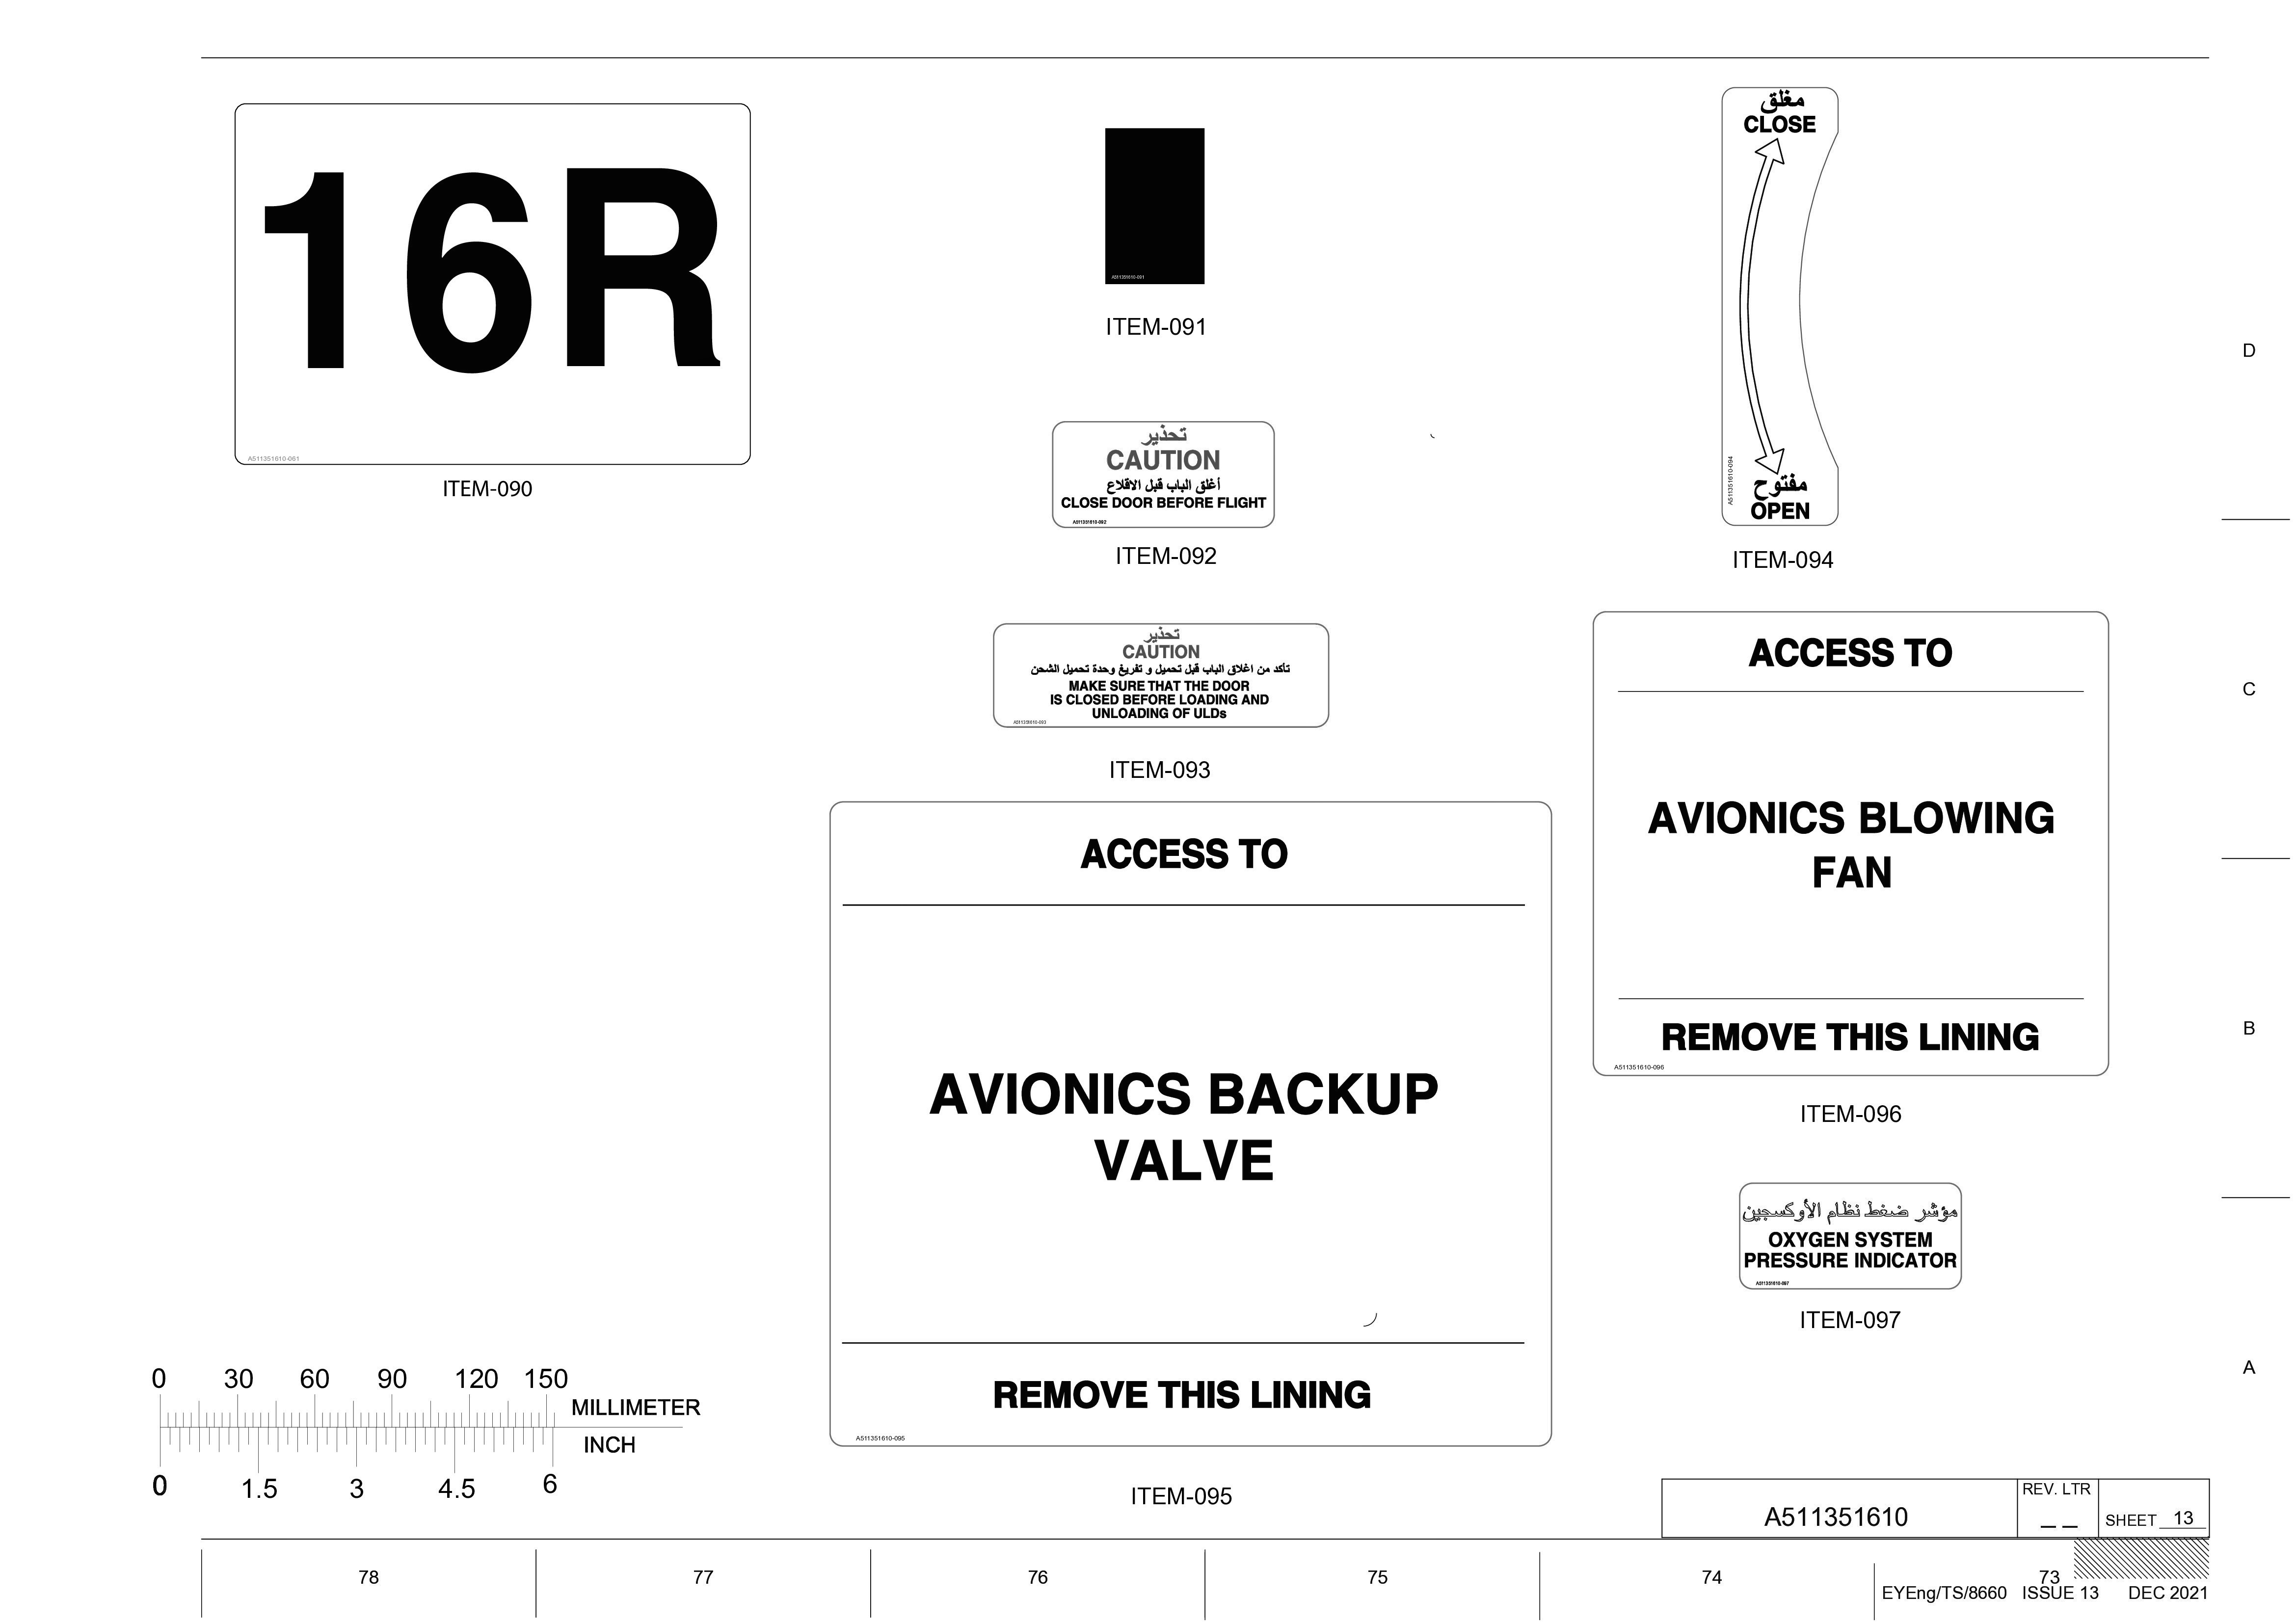 16R
A511351610-061
ITEM-090
A511351610-091
ITEM-091
تحذير
CAUTION
أغلق الباب قبل الاقلاع
CLOSE DOOR BEFORE FLIGHT
A511351610-092
ITEM-092
تحذير
CAUTION
تأكد من اغلاق الباب قبل تحميل و تفريغ وحدة تحميل الشحن
MAKE SURE THAT THE DOOR
IS CLOSED BEFORE LOADING AND
UNLOADING OF ULDs
A511351610-093
ITEM-093
مغلق
CLOSE
A511351610-094
مفتوح
OPEN
ITEM-094
ACCESS TO
AVIONICS BACKUP
VALVE
REMOVE THIS LINING
A511351610-095
ITEM-095
ACCESS TO
AVIONICS BLOWING
FAN
REMOVE THIS LINING
A511351610-096
ITEM-096
مؤشر ضغط نظام الأوكسجين
OXYGEN SYSTEM
PRESSURE INDICATOR
A511351610-097
ITEM-097
D
C
B
A
0 30 60 90 120 150
MILLIMETER
INCH
0 1.5 3 4.5 6
A511351610
REV. LTR
_ _
SHEET 13
78 77 76 75 74 73
EYEng/TS/8660 ISSUE 13 DEC 2021